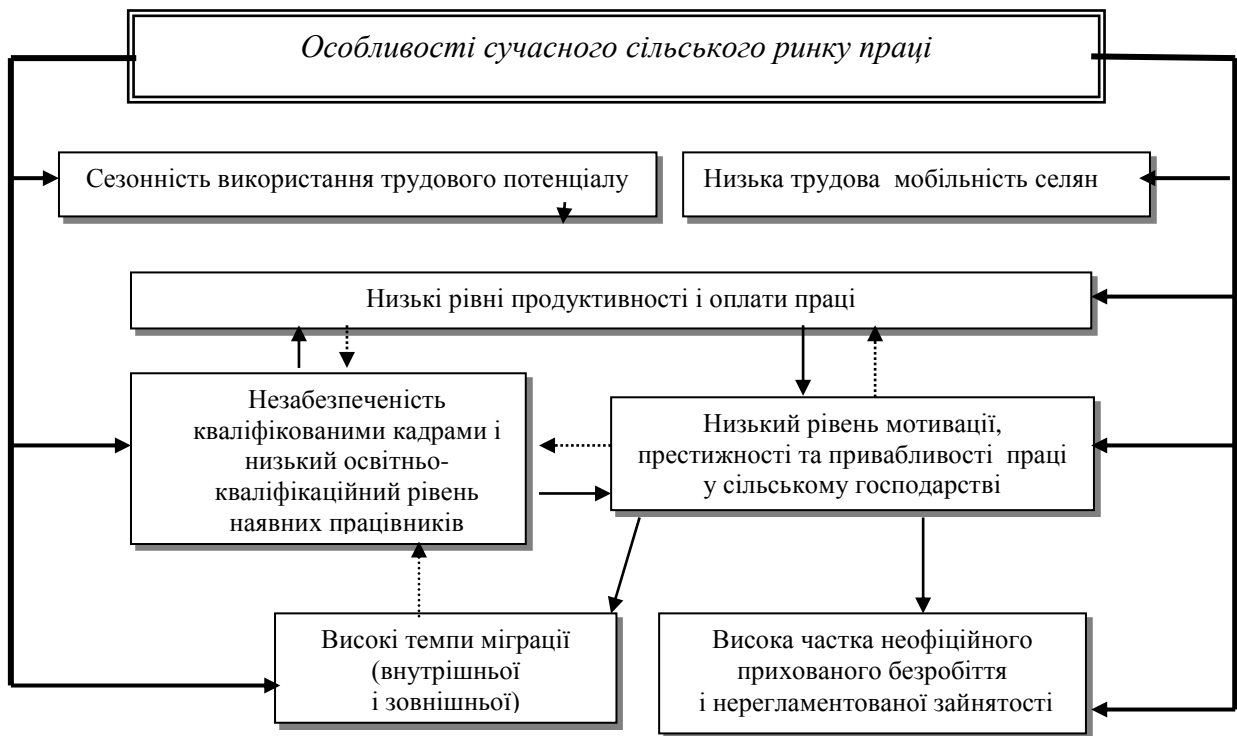 Особливості сучасного сільського ринку праці
Сезонність використання трудового потенціалу
Низька трудова мобільність селян
Низькі рівні продуктивності і оплати праці
Незабезпеченість
кваліфікованими кадрами і
низький освітньо-
кваліфікаційний рівень
наявних працівників
Низький рівень мотивації,
престижності та привабливості праці
у сільському господарстві
Високі темпи міграції
(внутрішньої
і зовнішньої)
Висока частка неофіційного
прихованого безробіття
і нерегламентованої зайнятості